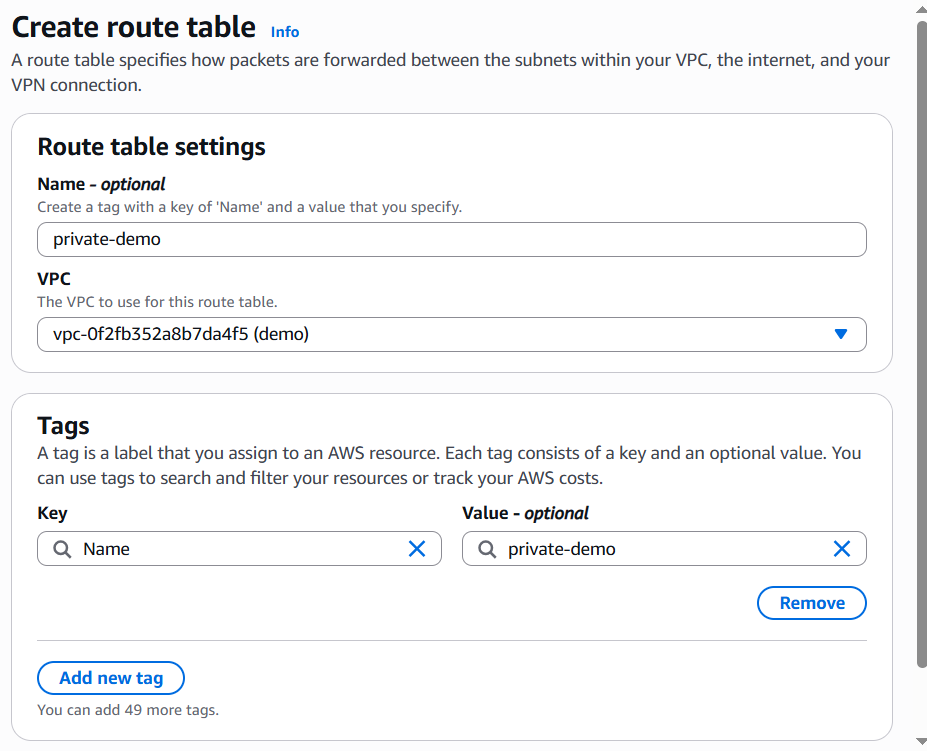 Create route table Info
A route table specifies how packets are forwarded between the subnets within your VPC, the internet, and your
VPN connection.
Route table settings
Name - optional
Create a tag with a key of 'Name' and a value that you specify.
private-demo
VPC
The VPC to use for this route table.
vpc-0f2fb352a8b7da4f5 (demo)
Tags
A tag is a label that you assign to an AWS resource. Each tag consists of a key and an optional value. You
can use tags to search and filter your resources or track your AWS costs.
Key Value - optional
Name private-demo
Remove
Add new tag
You can add 49 more tags.